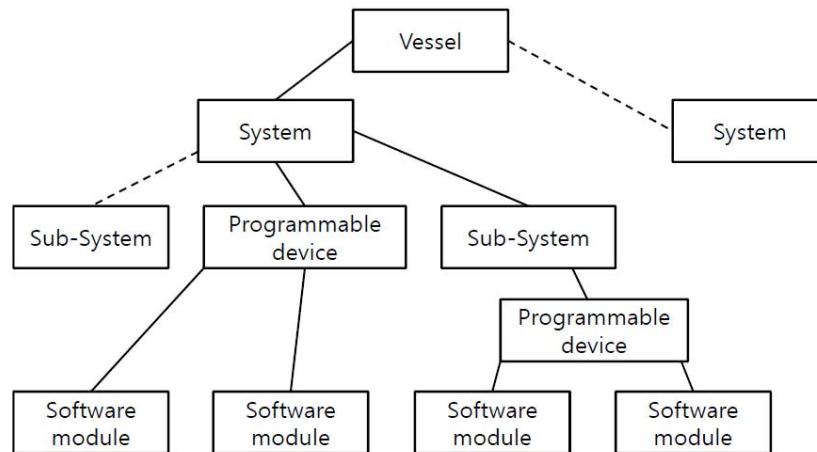 Vessel
System
System
Sub-System
Programmable
device
Sub-System
Programmable
device
Software
module
Software
module
Software
module
Software
module